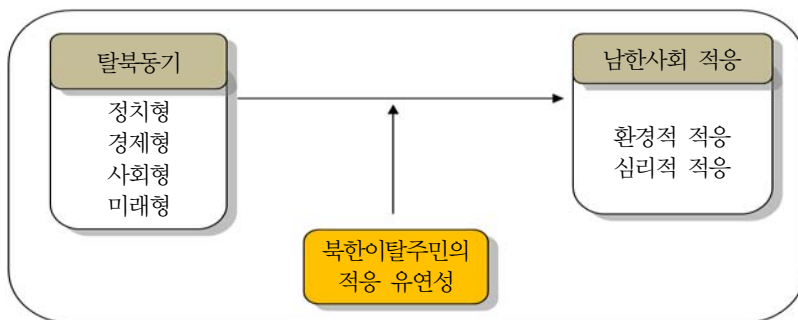 탈북동기
정치형
경제형
사회형
미래형
남한사회 적응
환경적 적응
심리적 적응
북한이탈주민의
적응 유연성